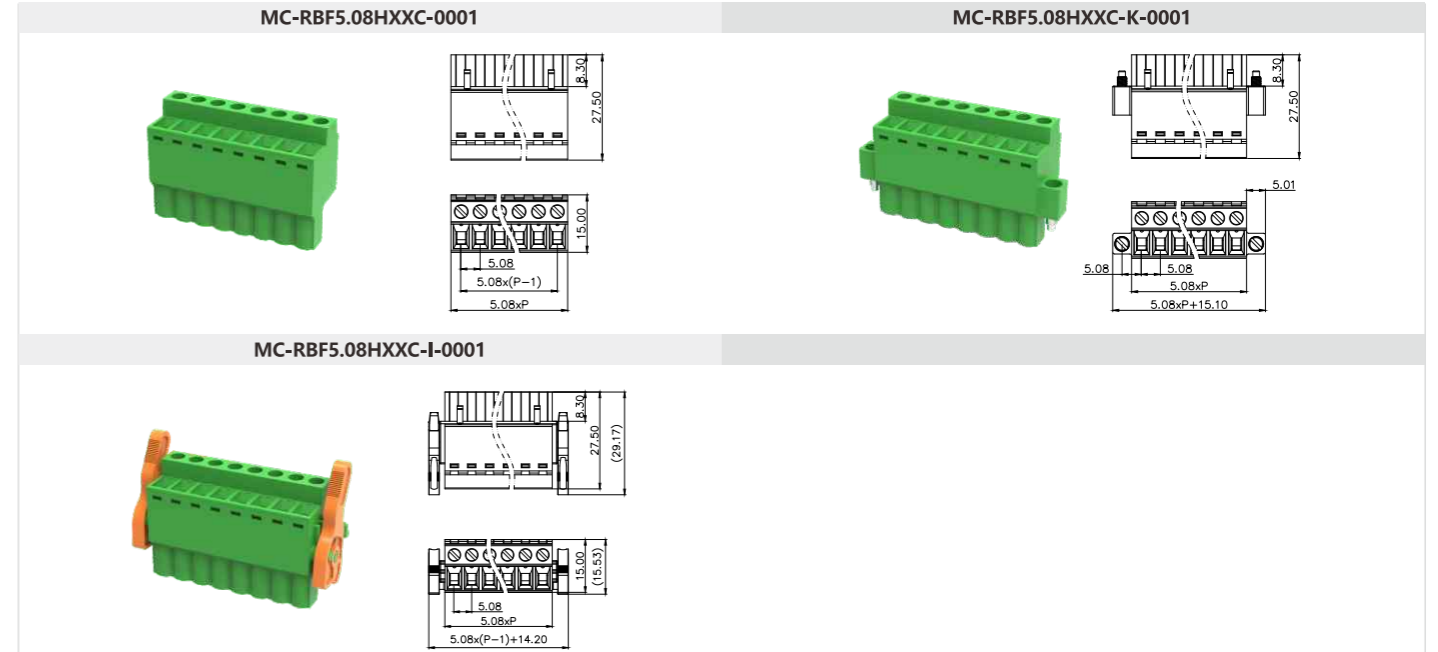 MC-RBF5.08HXXC-0001
MC-RBF5.08HXXC-K-0001
8.30
27.50
15.00
5.08
5.08x(P-1)
5.08xP
8.30
27.50
5.01
5.08
5.08
5.08xP
5.08xP+15.10
MC-RBF5.08HXXC-I-0001
8.30
27.50
(29.17)
15.00
(15.53)
5.08
5.08xP
5.08x(P-1)+14.20